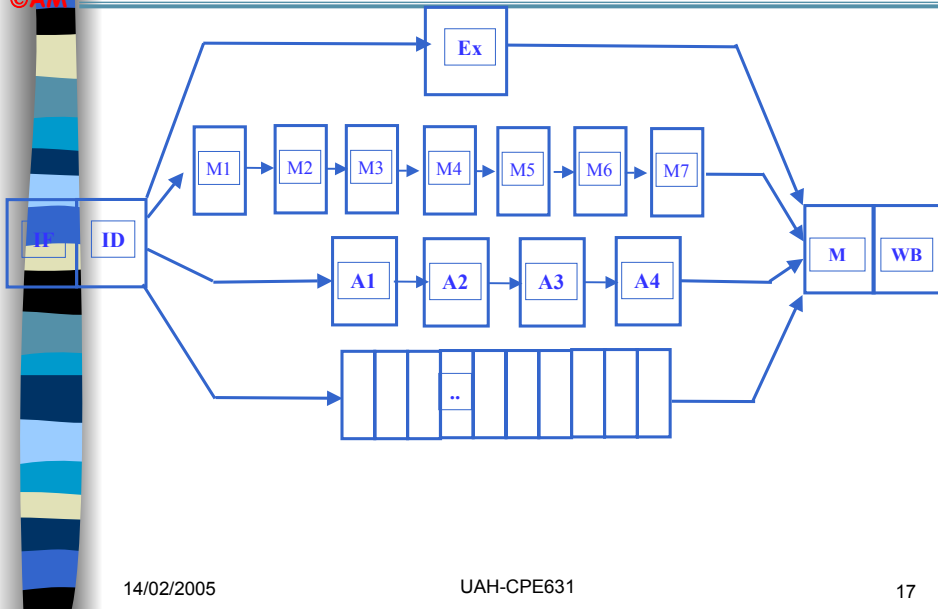 ©AM
Ex
M1 M2 M3 M4 M5 M6 M7
IF ID M WB
A1 A2 A3 A4
..
14/02/2005 UAH-CPE631 17